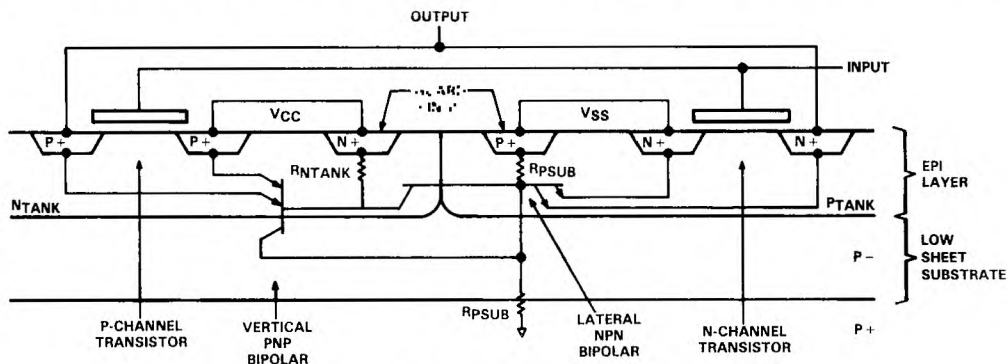 OUTPUT
INPUT
VCC
VSS
P+
P+
N+
P+
N+
N+
RNTANK
RPSUB
EPI
LAYER
NTANK
PTANK
P−
LOW
SHEET
SUBSTRATE
RPSUB
P+
P-CHANNEL
TRANSISTOR
VERTICAL
PNP
BIPOLAR
LATERAL
NPN
BIPOLAR
N-CHANNEL
TRANSISTOR